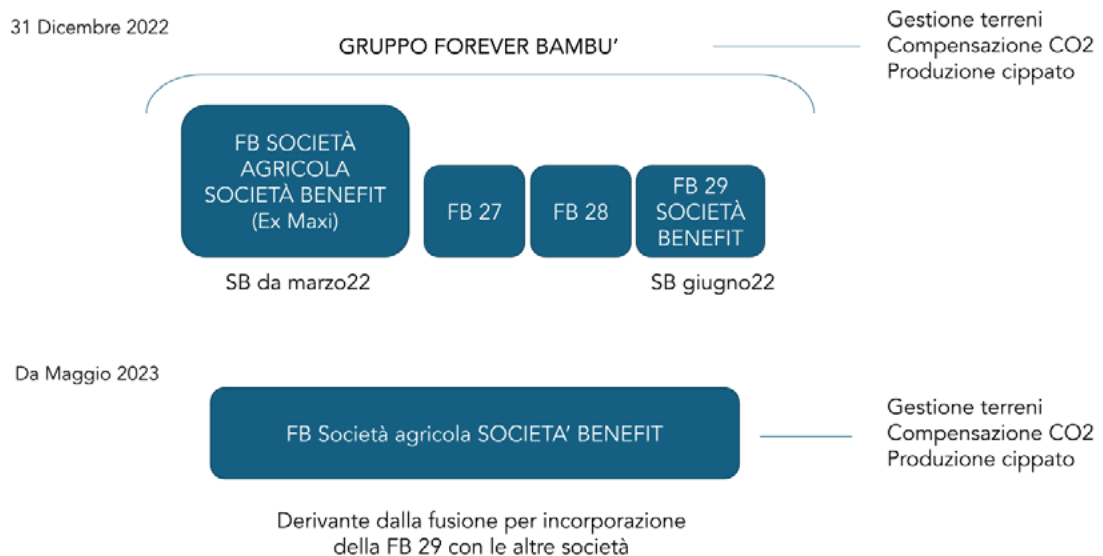 31 Dicembre 2022
GRUPPO FOREVER BAMBU'
Gestione terreni
Compensazione CO2
Produzione cippato
FB SOCIETÀ
AGRICOLA
SOCIETÀ BENEFIT
(Ex Maxi)
FB 27
FB 28
FB 29
SOCIETÀ
BENEFIT
SB da marzo22
SB giugno22
Da Maggio 2023
FB Società agricola SOCIETA' BENEFIT
Gestione terreni
Compensazione CO2
Produzione cippato
Derivante dalla fusione per incorporazione
della FB 29 con le altre società